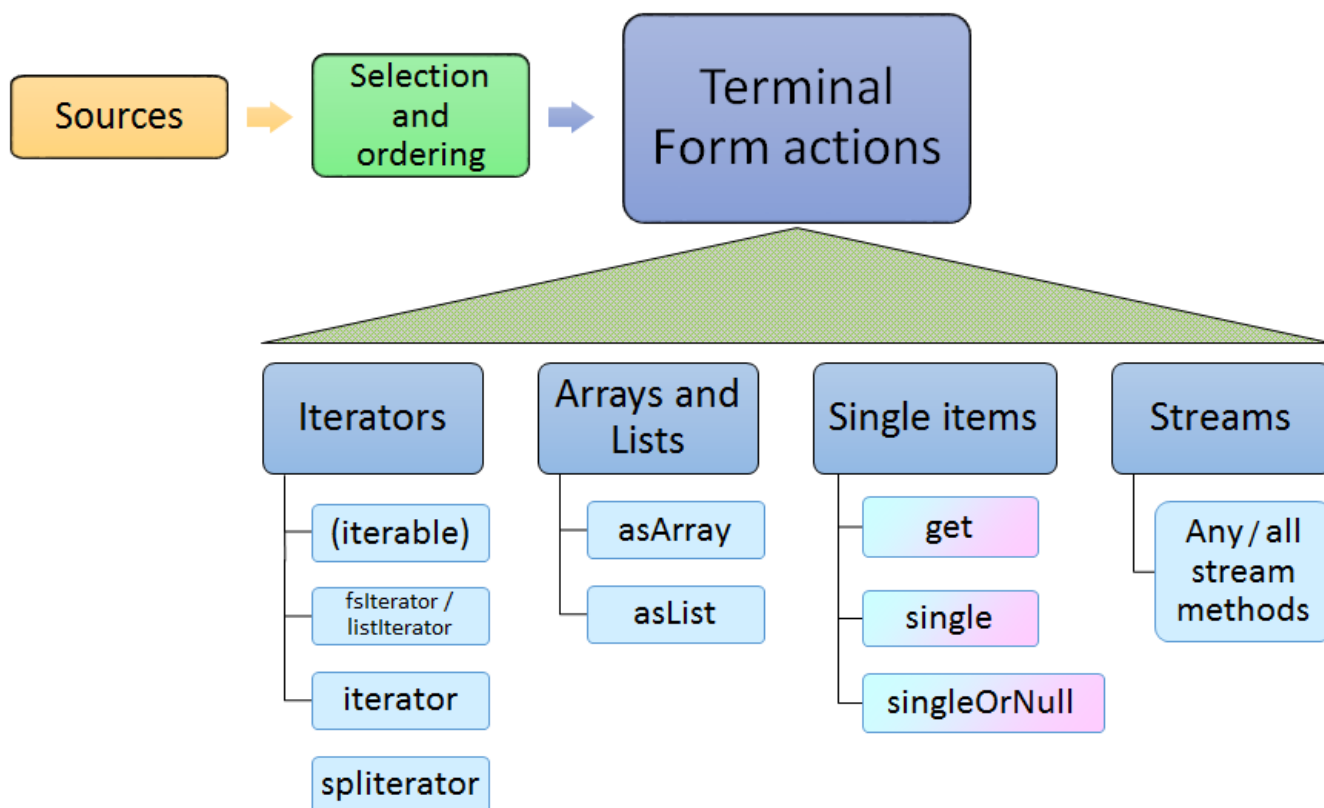 Sources
Selection
and
ordering
Terminal
Form actions
Iterators
(iterable)
fsIterator /
listIterator
iterator
spliterator
Arrays and
Lists
asArray
asList
Single items
get
single
singleOrNull
Streams
Any / all
stream
methods